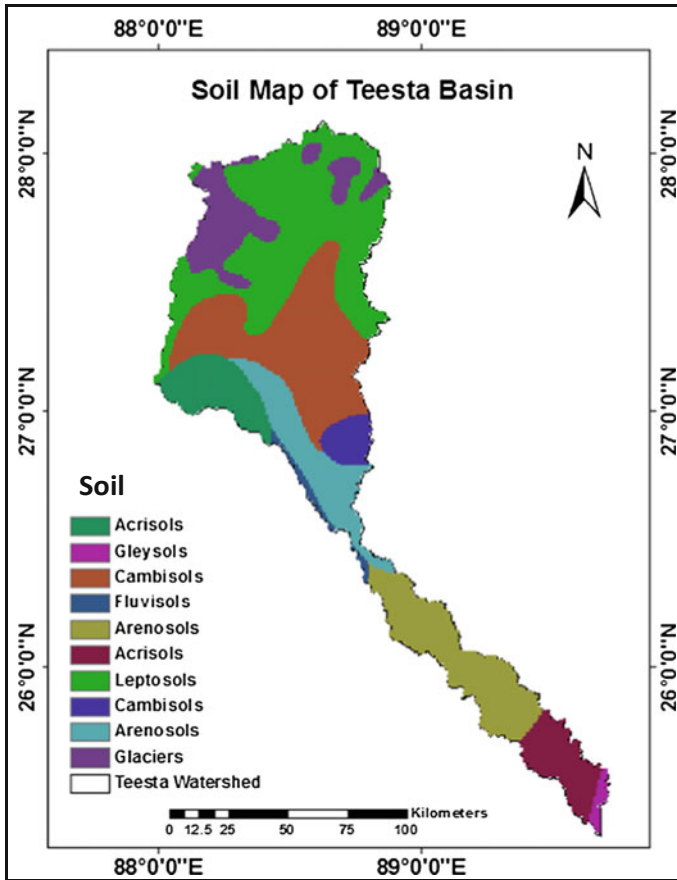 88°0'0"E 89°0'0"E
Soil Map of Teesta Basin
28°0'0"N 28°0'0"N
N
27°0'0"N 27°0'0"N
Soil
Acrisols
Gleysols
Cambisols
Fluvisols
Arenosols
Acrisols
Leptosols
Cambisols
Arenosols
Glaciers
Teesta Watershed
26°0'0"N 26°0'0"N
Kilometers
0 12.5 25 50 75 100
88°0'0"E 89°0'0"E